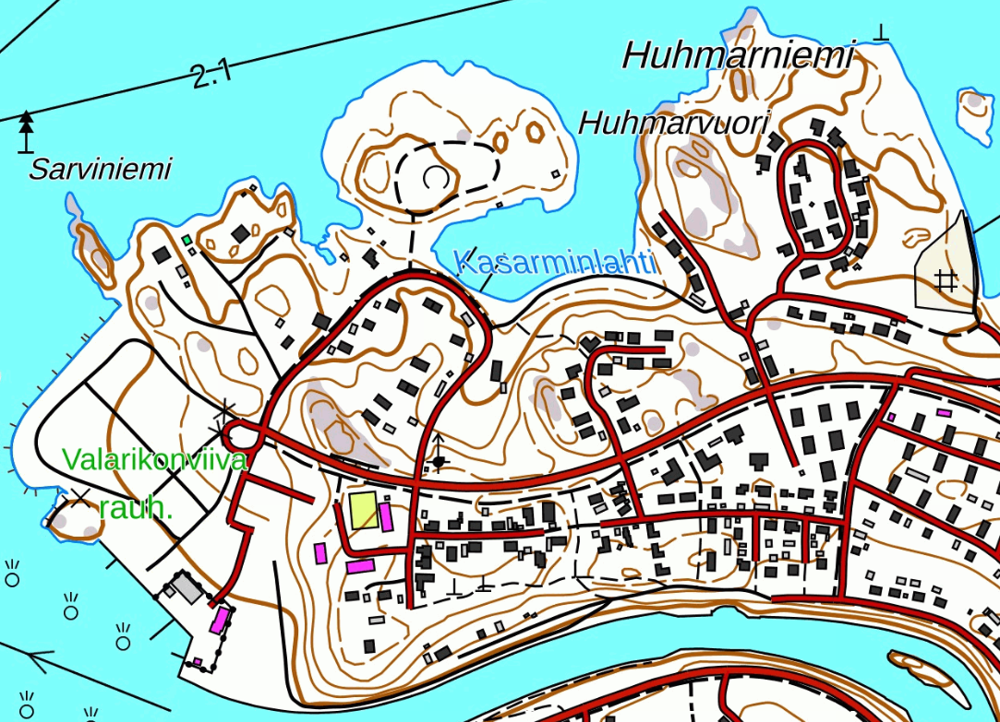 Huhmarniemi
2.1
Huhmarvuori
Sarviniemi
Kasarminlahti
Valarikonviiva
rauh.